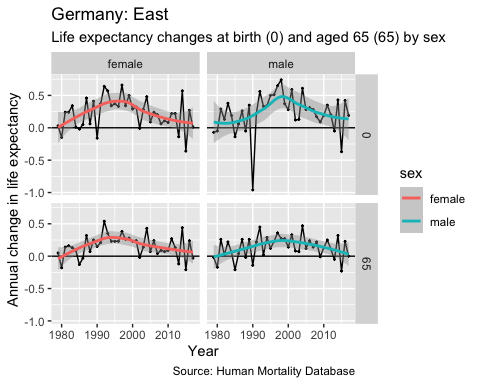 Germany: East
Life expectancy changes at birth (0) and aged 65 (65) by sex
female male
0.5
0.0
-0.5
-1.0
0
0.5
0.0
-0.5
-1.0
65
Annual change in life expectancy
1980 1990 2000 2010 1980 1990 2000 2010
Year
sex
female
male
Source: Human Mortality Database